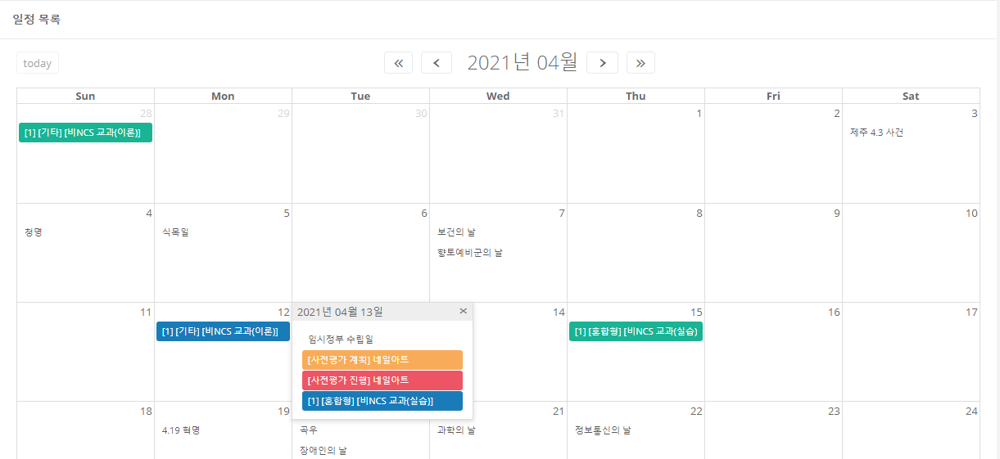 일정 목록
today
« < 2021년 04월 > »
Sun Mon Tue Wed Thu Fri Sat
28 29 30 31 1 2 3
[1] [기타] [비NCS 교과(이론)]
제주 4.3 사건
4 5 6 7 8 9 10
청명 식목일 보건의 날
향토예비군의 날
11 12 14 15 16 17
[1] [기타] [비NCS 교과(이론)]
[1] [혼합형] [비NCS 교과(실습)
2021년 04월 13일 ×
임시정부 수립일
[사전평가 계획] 네일아트
[사전평가 진행] 네일아트
[1] [혼합형] [비NCS 교과(실습)]
18 19 21 22 23 24
4.19 혁명 곡우 과학의 날 정보통신의 날
장애인의 날